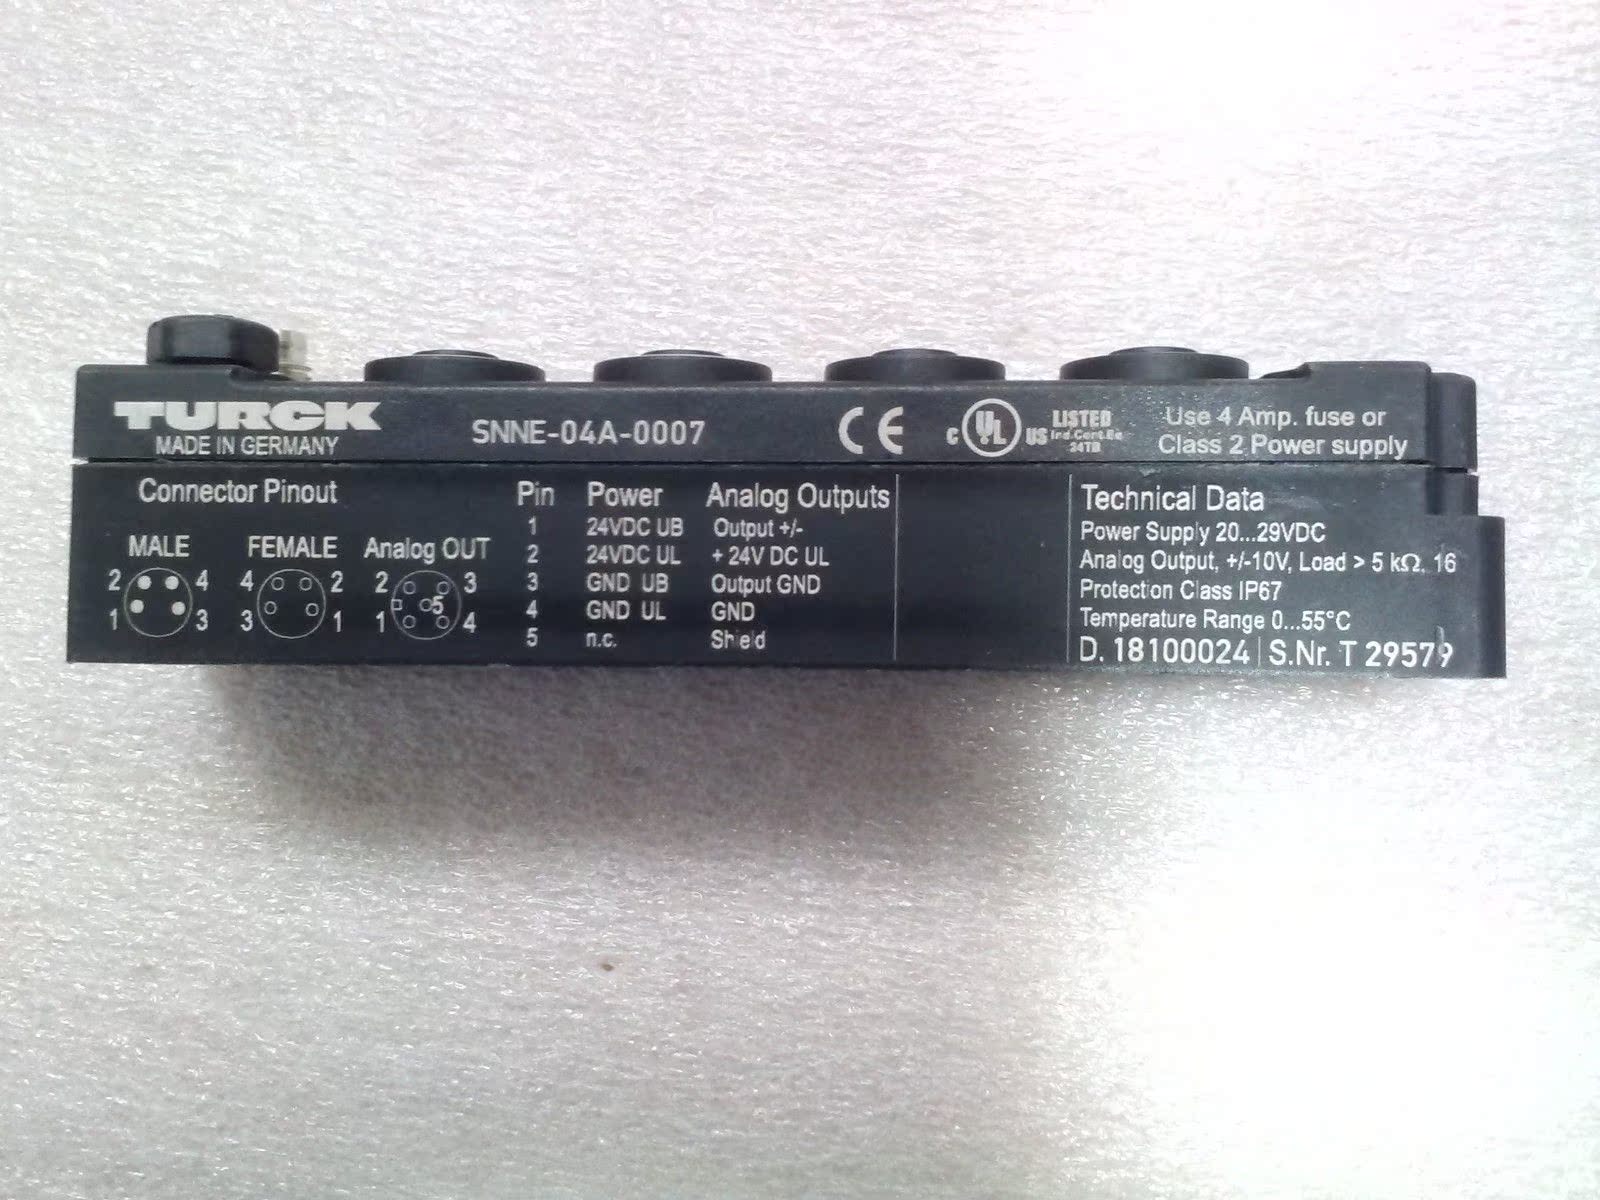 TURCK
MADE IN GERMANY
SNNE-04A-0007
CE
C UL US LISTED
Ind.Cont.Eq
24TB
Use 4 Amp. fuse or
Class 2 Power supply
Connector Pinout
MALE FEMALE Analog OUT
2 4 4 2 2 3
5
1 3 3 1 1 4
Pin Power Analog Outputs
1 24VDC UB Output +/-
2 24VDC UL + 24V DC UL
3 GND UB Output GND
4 GND UL GND
5 n.c. Shield
Technical Data
Power Supply 20...29VDC
Analog Output, +/-10V, Load > 5 kΩ, 16
Protection Class IP67
Temperature Range 0...55°C
D. 18100024 | S.Nr. T 29579